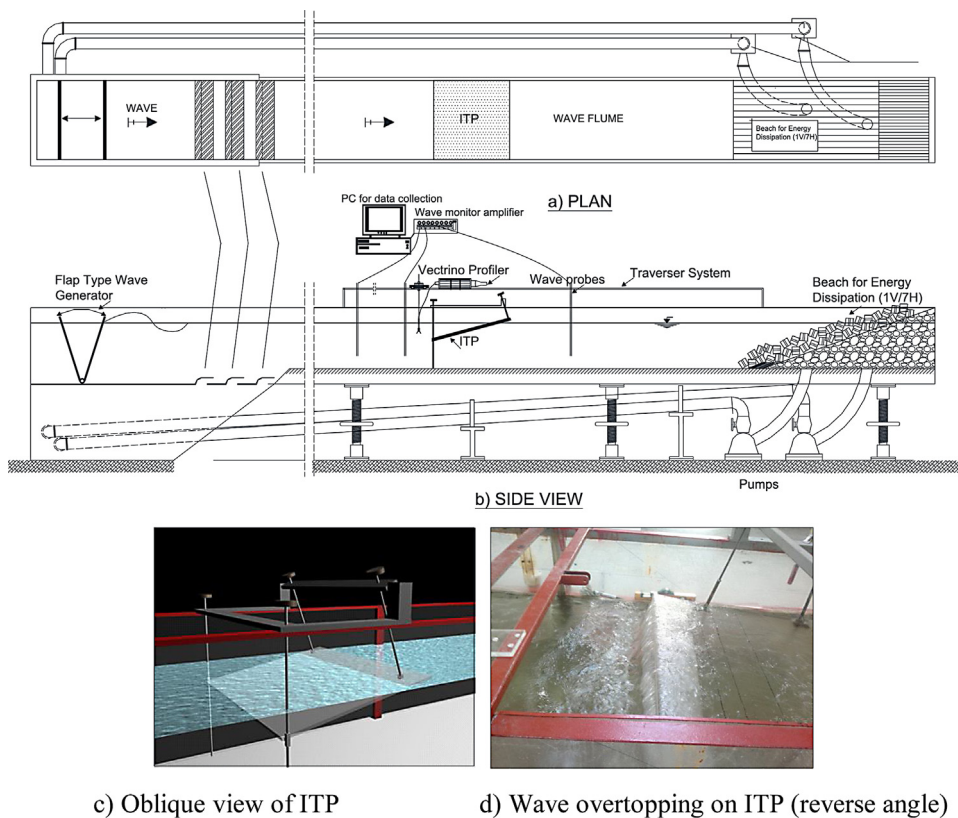 WAVE
ITP
WAVE FLUME
Beach for Energy
Dissipation (1V/7H)
a) PLAN
PC for data collection
Wave monitor amplifier
Flap Type Wave
Generator
Vectrino Profiler
Wave probes
Traverser System
Beach for Energy
Dissipation (1V/7H)
ITP
Pumps
b) SIDE VIEW
c) Oblique view of ITP
d) Wave overtopping on ITP (reverse angle)